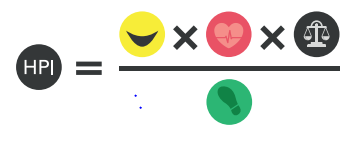 HPI = × ×